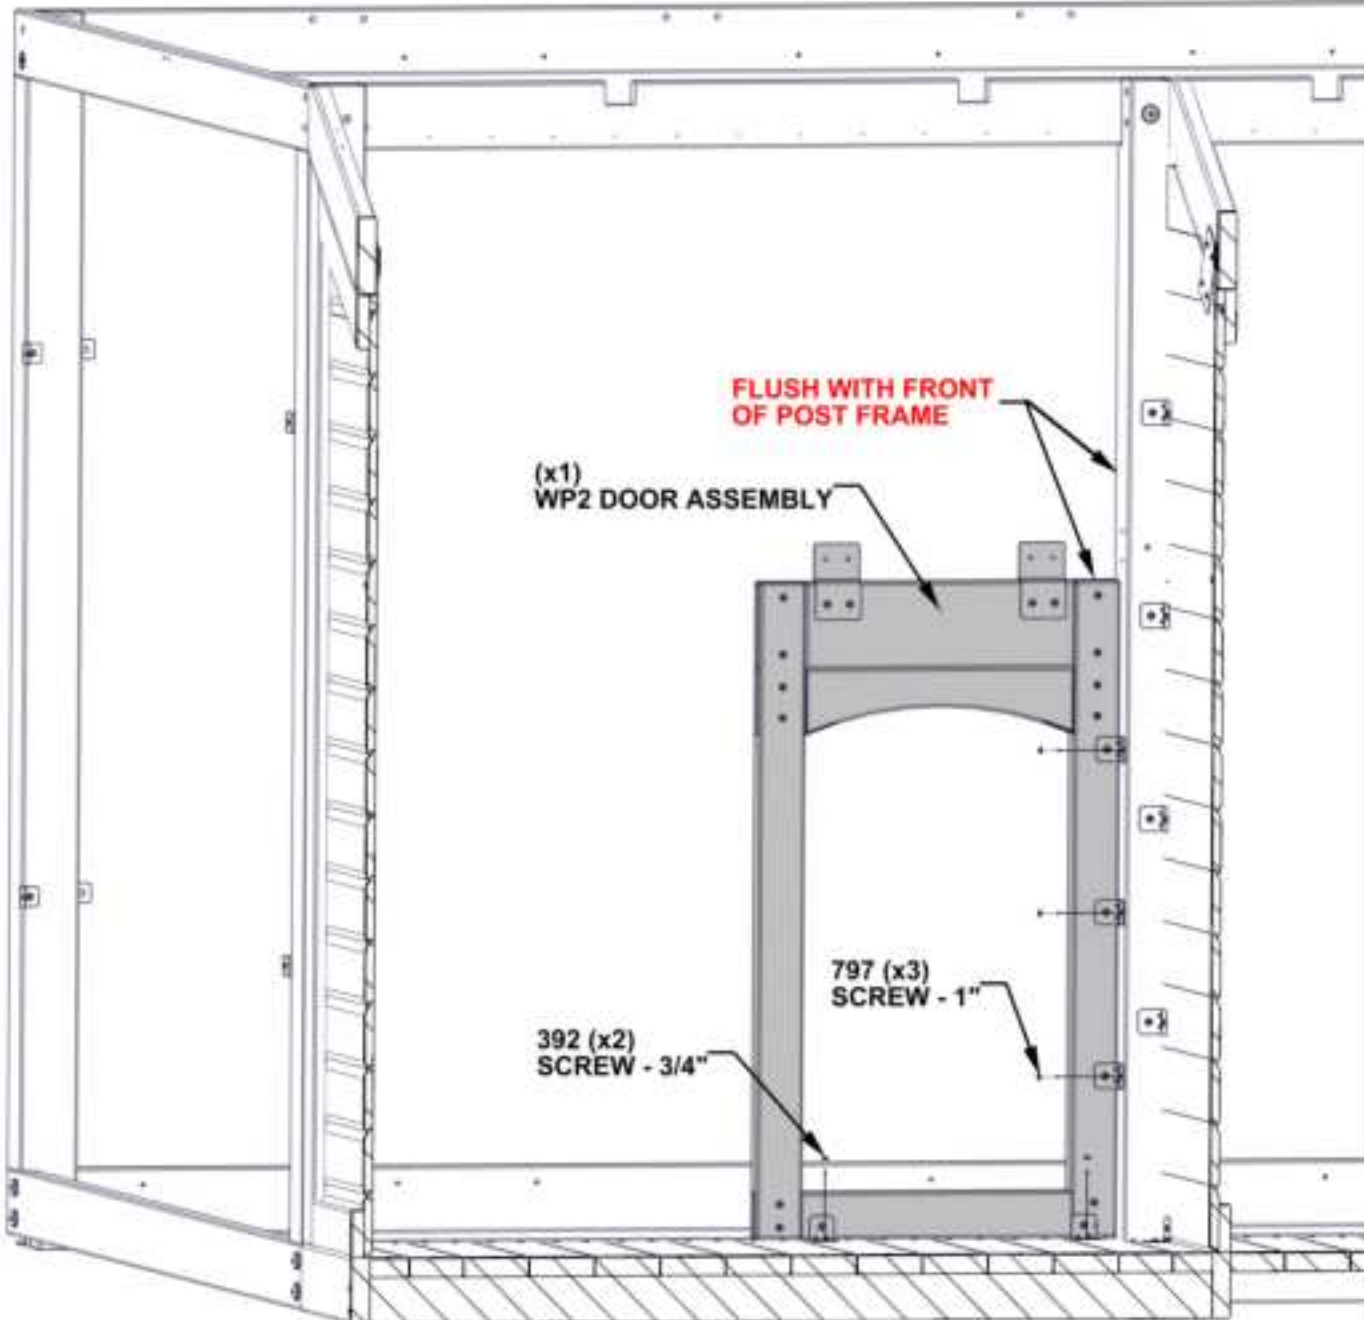 FLUSH WITH FRONT
OF POST FRAME
(x1)
WP2 DOOR ASSEMBLY
797 (x3)
SCREW - 1"
392 (x2)
SCREW - 3/4"